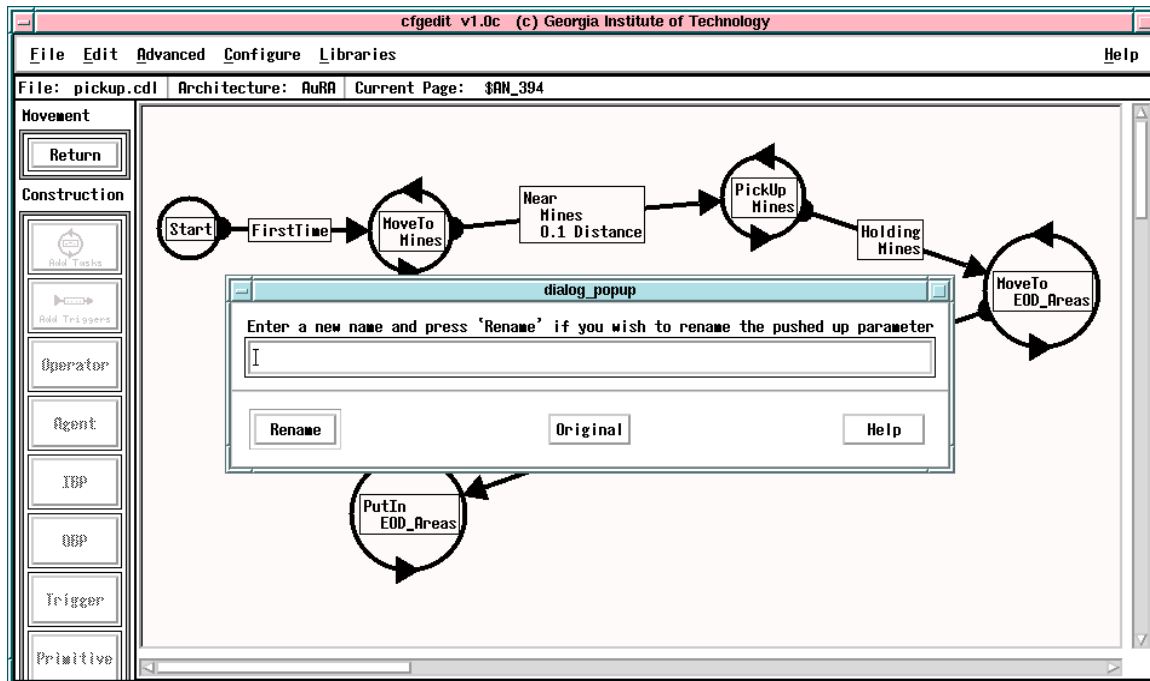 cfgedit v1.0c (c) Georgia Institute of Technology
File Edit Advanced Configure Libraries Help
File: pickup.cdl Architecture: AuRA Current Page: $AN_394
Movement
Return
Construction
Add Tasks
Add Triggers
Operator
Agent
IBP
OBP
Trigger
Primitive
Start
FirstTime
MoveTo
Mines
Near
Mines
0.1 Distance
PickUp
Mines
Holding
Mines
MoveTo
EOD_Areas
dialog_popup
Enter a new name and press 'Rename' if you wish to rename the pushed up parameter
Rename Original Help
PutIn
EOD_Areas